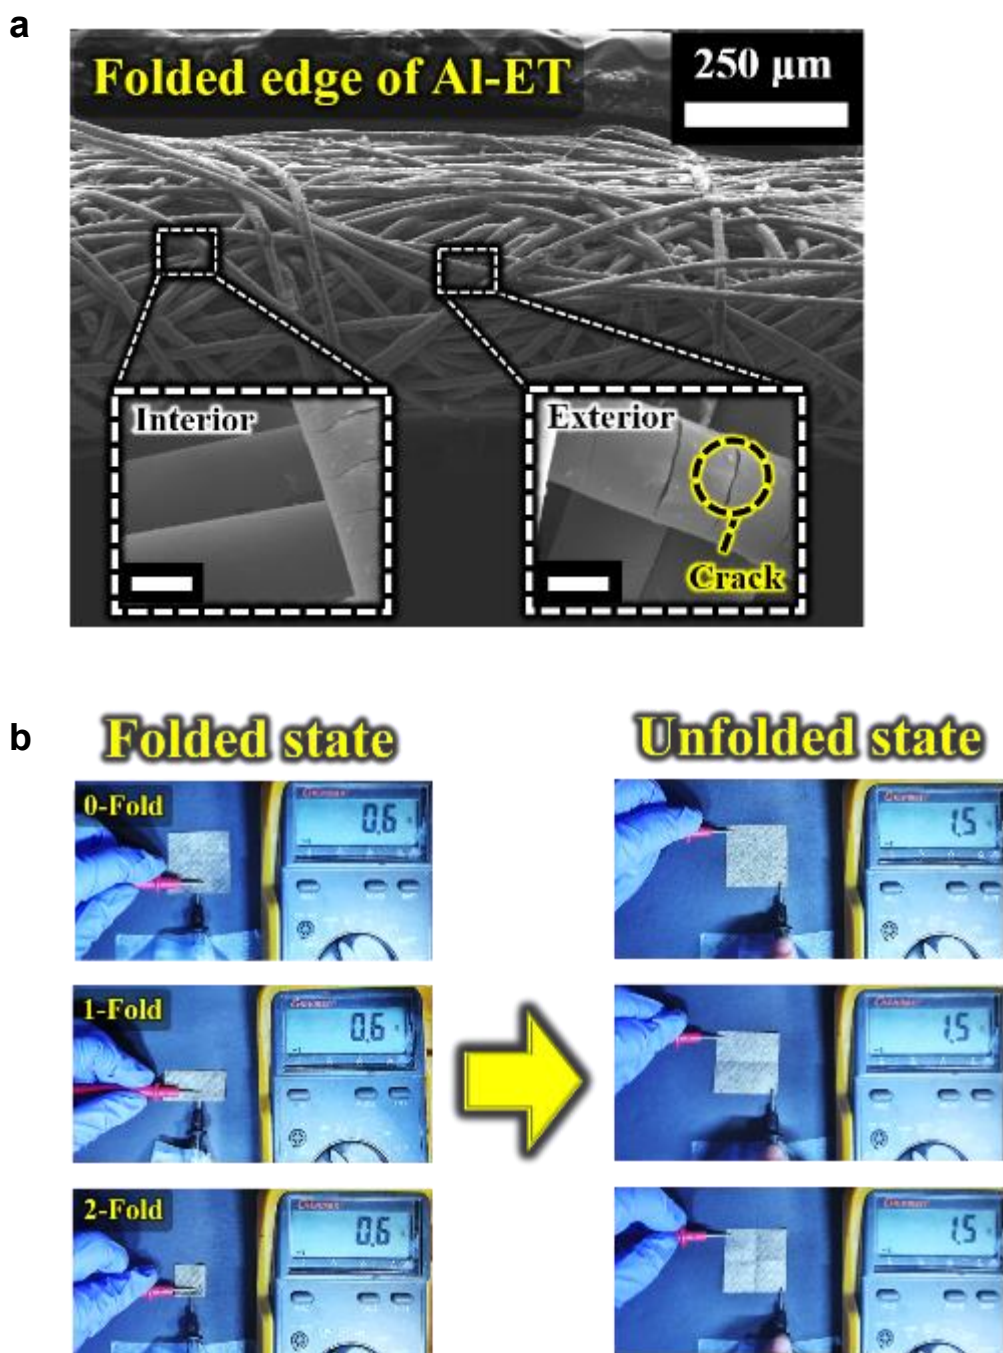 a
Folded edge of Al-ET
250 μm
Interior
Exterior
Crack
b
Folded state
Unfolded state
0-Fold
0.6
1.5
1-Fold
0.6
1.5
2-Fold
0.6
1.5